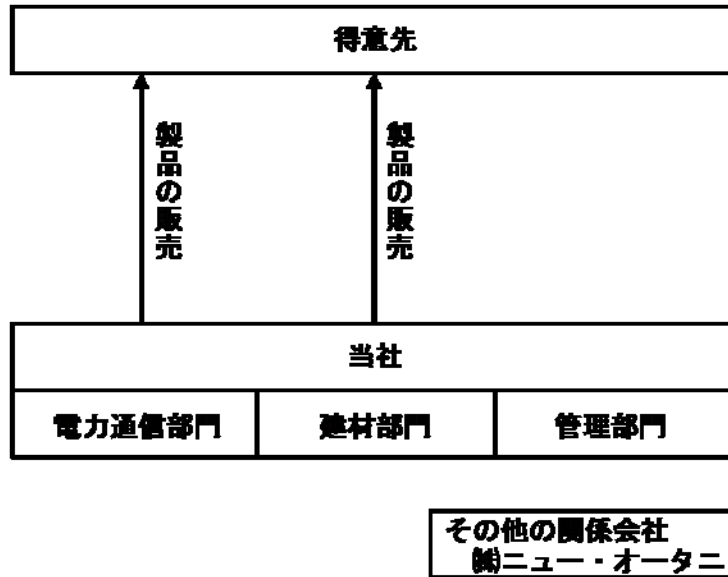 得意先
製品の販売
製品の販売
当社
電力通信部門
建材部門
管理部門
その他の関係会社
㈱ニュー・オータニ